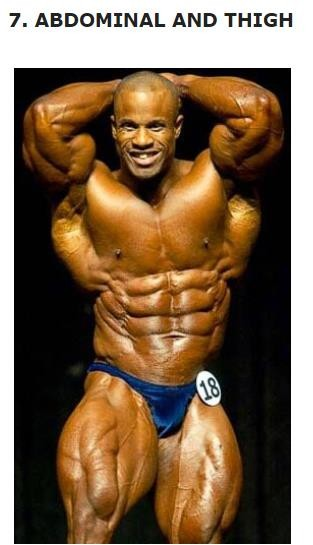 7. ABDOMINAL AND THIGH
18